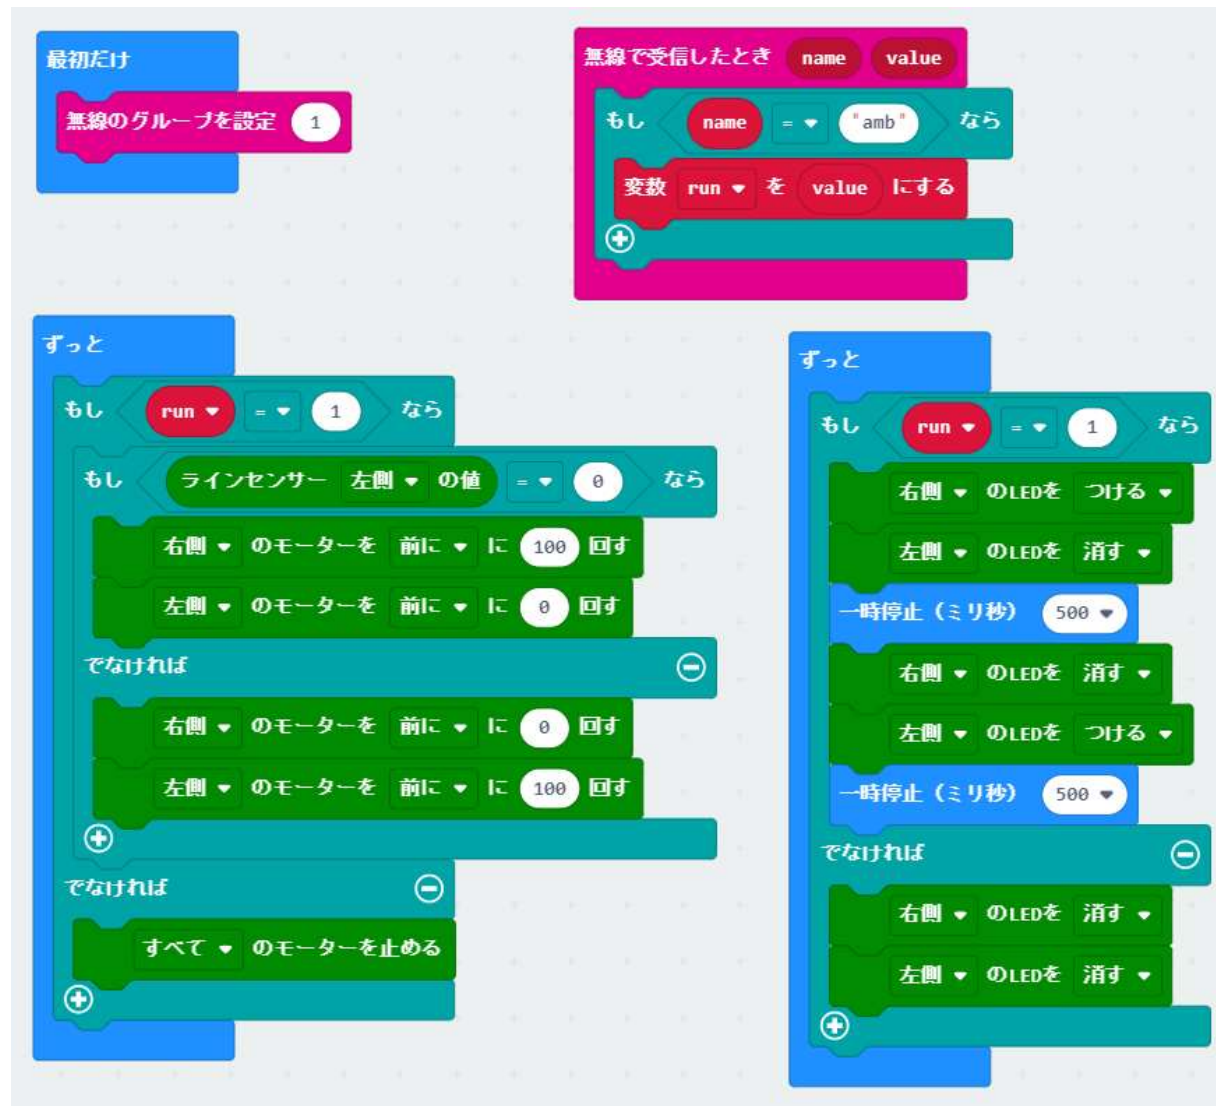 最初だけ
無線のグループを設定 1
無線で受信したとき name value
もし name = "amb" なら
変数 run を value にする
ずっと
もし run = 1 なら
もし ラインセンサー 左側 の値 = 0 なら
右側 のモーターを 前に に 100 回す
左側 のモーターを 前に に 0 回す
でなければ
右側 のモーターを 前に に 0 回す
左側 のモーターを 前に に 100 回す
でなければ
すべて のモーターを止める
ずっと
もし run = 1 なら
右側 のLEDを つける
左側 のLEDを 消す
一時停止（ミリ秒） 500
右側 のLEDを 消す
左側 のLEDを つける
一時停止（ミリ秒） 500
でなければ
右側 のLEDを 消す
左側 のLEDを 消す